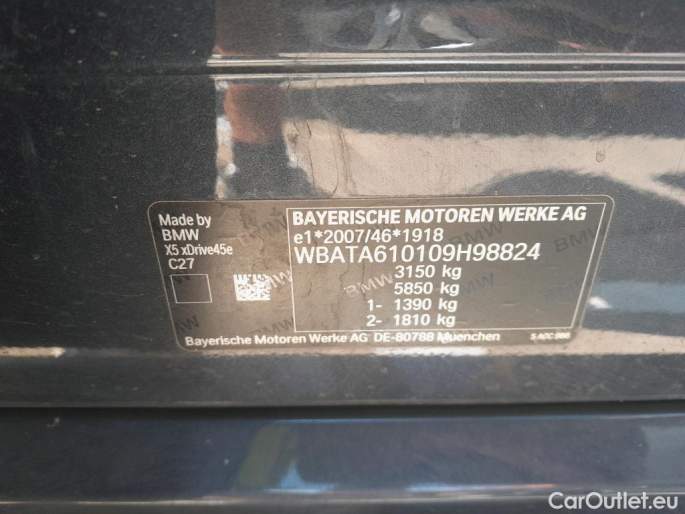 Made by
BMW
X5 xDrive45e
C27
BAYERISCHE MOTOREN WERKE AG
e1*2007/46*1918
WBATA610109H98824
3150 kg
5850 kg
1- 1390 kg
2- 1810 kg
Bayerische Motoren Werke AG DE-80788 Muenchen
CarOutlet.eu